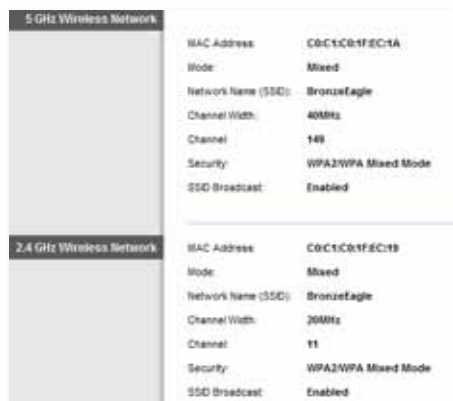 5 GHz Wireless Network
MAC Address: C0:C1:C0:1F:EC:1A
Mode: Mixed
Network Name (SSID): BronzeEagle
Channel Width: 40MHz
Channel: 149
Security: WPA2/WPA Mixed Mode
SSID Broadcast: Enabled
2.4 GHz Wireless Network
MAC Address: C0:C1:C0:1F:EC:19
Mode: Mixed
Network Name (SSID): BronzeEagle
Channel Width: 20MHz
Channel: 11
Security: WPA2/WPA Mixed Mode
SSID Broadcast: Enabled